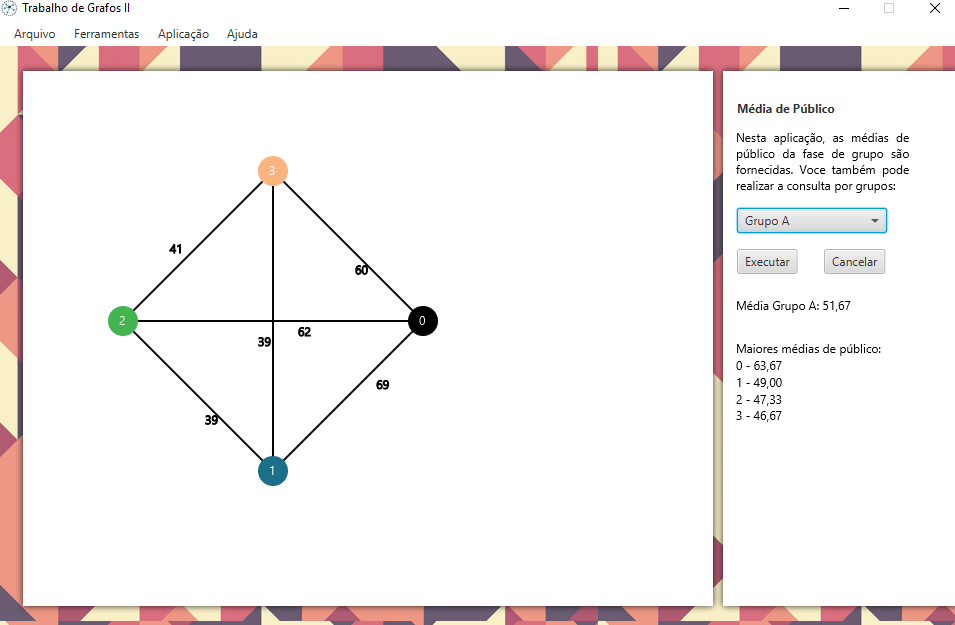 Trabalho de Grafos II
Arquivo Ferramentas Aplicação Ajuda
Média de Público
Nesta aplicação, as médias de
público da fase de grupo são
fornecidas. Voce também pode
realizar a consulta por grupos:
Grupo A
Executar Cancelar
Média Grupo A: 51,67
Maiores médias de público:
0 - 63,67
1 - 49,00
2 - 47,33
3 - 46,67
3
41
60
2
0
62
39
69
39
1